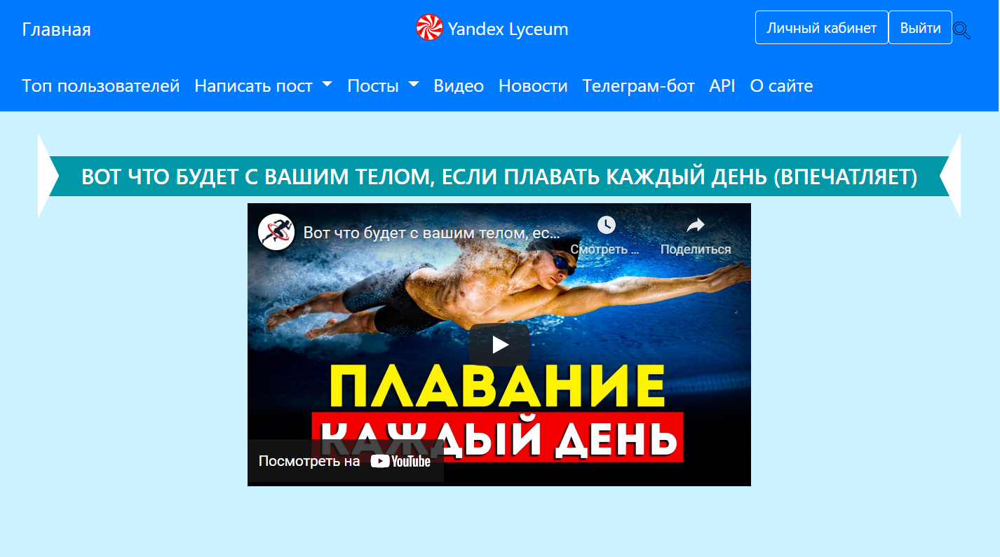 Главная
Yandex Lyceum
Личный кабинет
Выйти
Топ пользователей Написать пост Посты Видео Новости Телеграм-бот API О сайте
ВОТ ЧТО БУДЕТ С ВАШИМ ТЕЛОМ, ЕСЛИ ПЛАВАТЬ КАЖДЫЙ ДЕНЬ (ВПЕЧАТЛЯЕТ)
Вот что будет с вашим телом, ес...
Смотреть ...
Поделиться
ПЛАВАНИЕ
КАЖДЫЙ ДЕНЬ
Посмотреть на YouTube